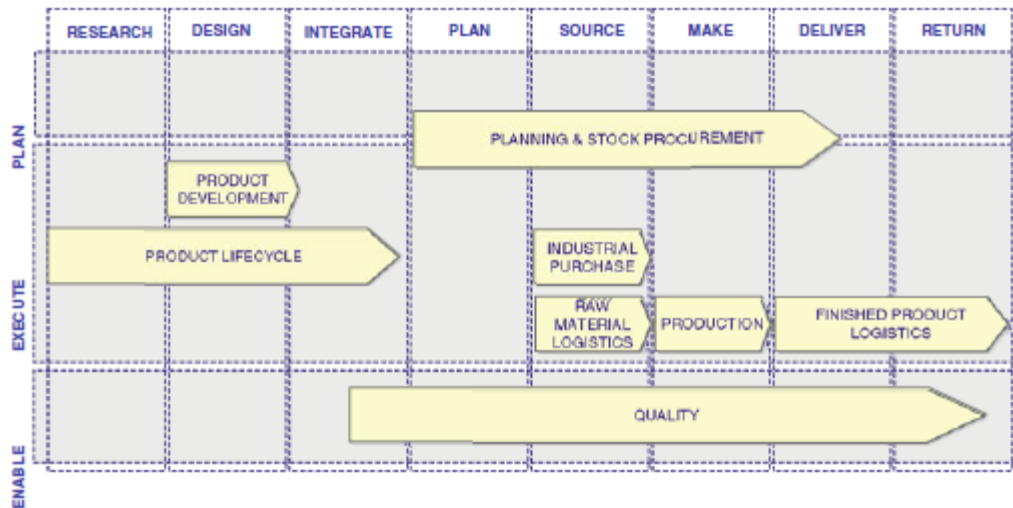 RESEARCH
DESIGN
INTEGRATE
PLAN
SOURCE
MAKE
DELIVER
RETURN
PLAN
PLANNING & STOCK PROCUREMENT
PRODUCT
DEVELOPMENT
EXECUTE
PRODUCT LIFECYCLE
INDUSTRIAL
PURCHASE
RAW
MATERIAL
LOGISTICS
PRODUCTION
FINISHED PRODUCT
LOGISTICS
ENABLE
QUALITY